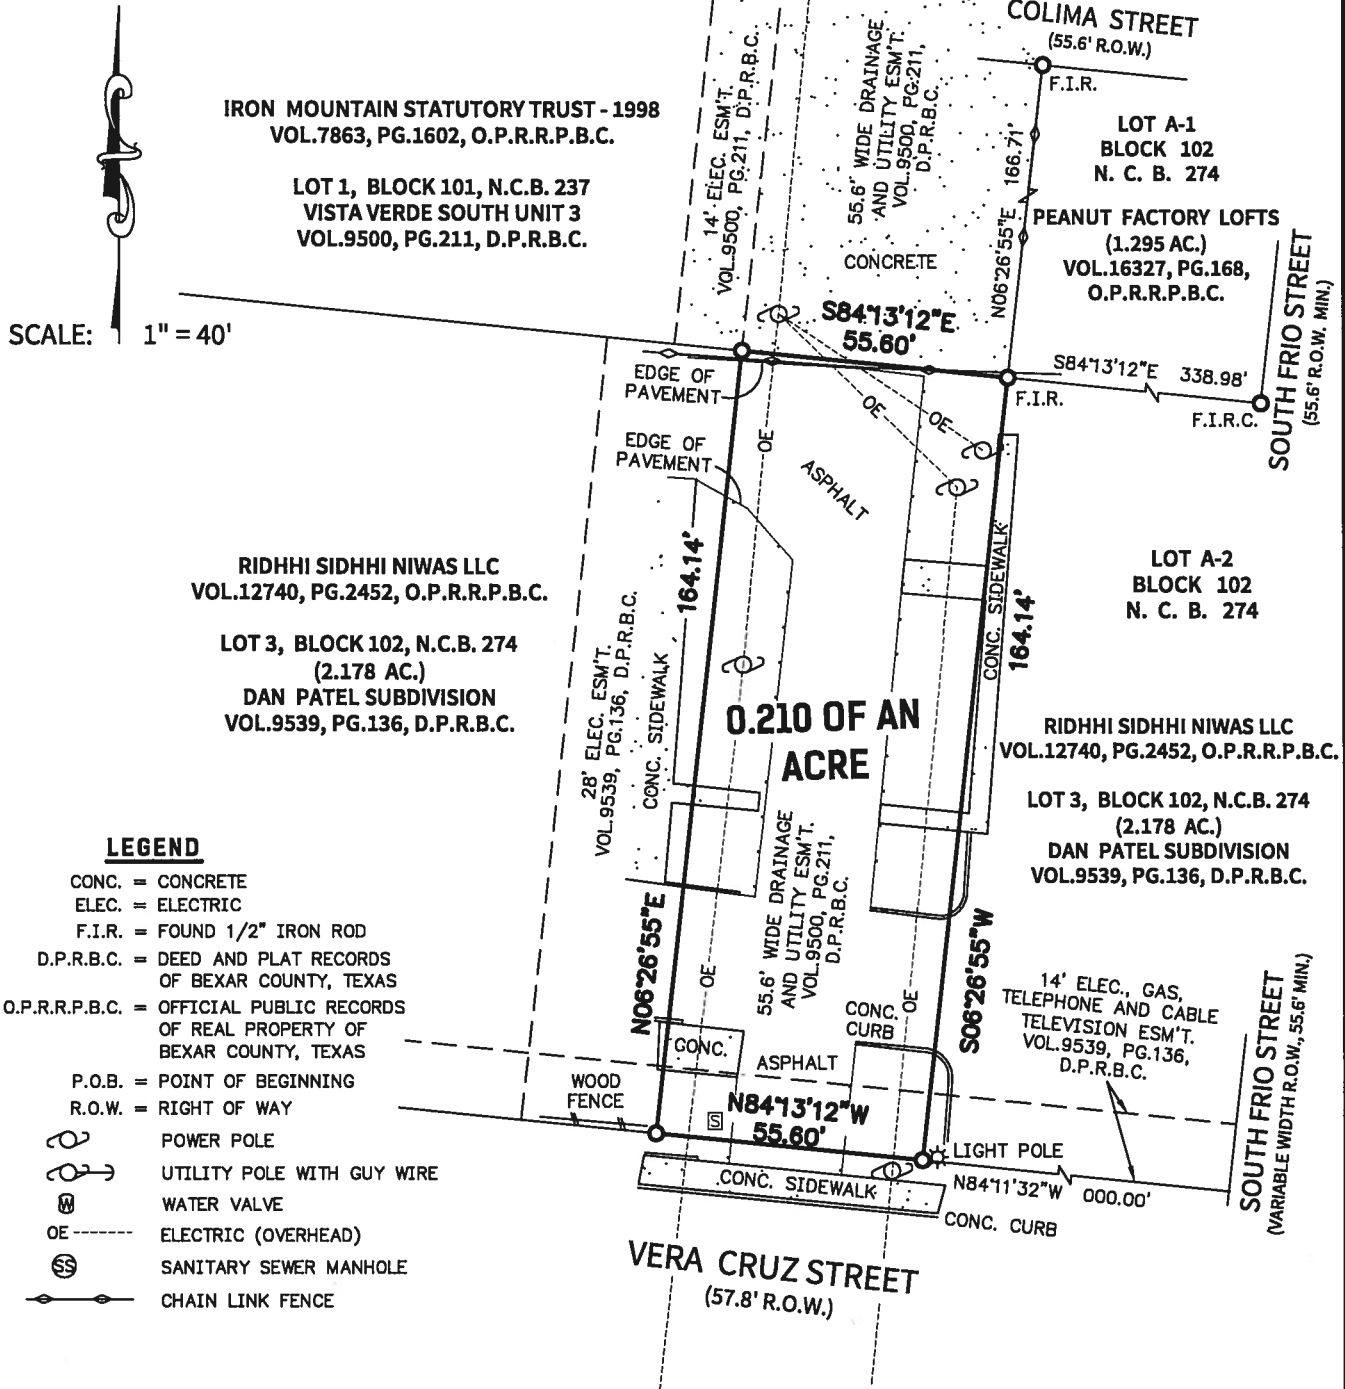 COLIMA STREET
(55.6' R.O.W.)
F.I.R.
IRON MOUNTAIN STATUTORY TRUST - 1998
VOL.7863, PG.1602, O.P.R.R.P.B.C.
LOT 1, BLOCK 101, N.C.B. 237
VISTA VERDE SOUTH UNIT 3
VOL.9500, PG.211, D.P.R.B.C.
SCALE: 1" = 40'
14' ELEC. ESM'T.
VOL.9500, PG.211, D.P.R.B.C.
55.6' WIDE DRAINAGE
AND UTILITY ESM'T.
VOL.9500, PG.211,
D.P.R.B.C.
CONCRETE
N06°26'55"E 166.71'
LOT A-1
BLOCK 102
N. C. B. 274
PEANUT FACTORY LOFTS
(1.295 AC.)
VOL.16327, PG.168,
O.P.R.R.P.B.C.
SOUTH FRIO STREET
(55.6' R.O.W. MIN.)
S84°13'12"E
55.60'
S84°13'12"E 338.98'
F.I.R.
F.I.R.C.
EDGE OF
PAVEMENT
EDGE OF
PAVEMENT
OE
OE
OE
ASPHALT
164.14'
CONC. SIDEWALK
164.14'
LOT A-2
BLOCK 102
N. C. B. 274
RIDHHI SIDHHI NIWAS LLC
VOL.12740, PG.2452, O.P.R.R.P.B.C.
LOT 3, BLOCK 102, N.C.B. 274
(2.178 AC.)
DAN PATEL SUBDIVISION
VOL.9539, PG.136, D.P.R.B.C.
28' ELEC. ESM'T.
VOL.9539, PG.136, D.P.R.B.C.
CONC. SIDEWALK
0.210 OF AN
ACRE
RIDHHI SIDHHI NIWAS LLC
VOL.12740, PG.2452, O.P.R.R.P.B.C.
LOT 3, BLOCK 102, N.C.B. 274
(2.178 AC.)
DAN PATEL SUBDIVISION
VOL.9539, PG.136, D.P.R.B.C.
55.6' WIDE DRAINAGE
AND UTILITY ESM'T.
VOL.9500, PG.211,
D.P.R.B.C.
N06°26'55"E
S06°26'55"W
OE
OE
CONC.
CURB
CONC.
ASPHALT
14' ELEC., GAS,
TELEPHONE AND CABLE
TELEVISION ESM'T.
VOL.9539, PG.136,
D.P.R.B.C.
SOUTH FRIO STREET
(VARIABLE WIDTH R.O.W., 55.6' MIN.)
WOOD
FENCE
S
N84°13'12"W
55.60'
LIGHT POLE
N84°11'32"W 000.00'
CONC. SIDEWALK
CONC. CURB
VERA CRUZ STREET
(57.8' R.O.W.)
LEGEND
CONC. = CONCRETE
ELEC. = ELECTRIC
F.I.R. = FOUND 1/2" IRON ROD
D.P.R.B.C. = DEED AND PLAT RECORDS
OF BEXAR COUNTY, TEXAS
O.P.R.R.P.B.C. = OFFICIAL PUBLIC RECORDS
OF REAL PROPERTY OF
BEXAR COUNTY, TEXAS
P.O.B. = POINT OF BEGINNING
R.O.W. = RIGHT OF WAY
POWER POLE
UTILITY POLE WITH GUY WIRE
W WATER VALVE
OE ELECTRIC (OVERHEAD)
SS SANITARY SEWER MANHOLE
CHAIN LINK FENCE